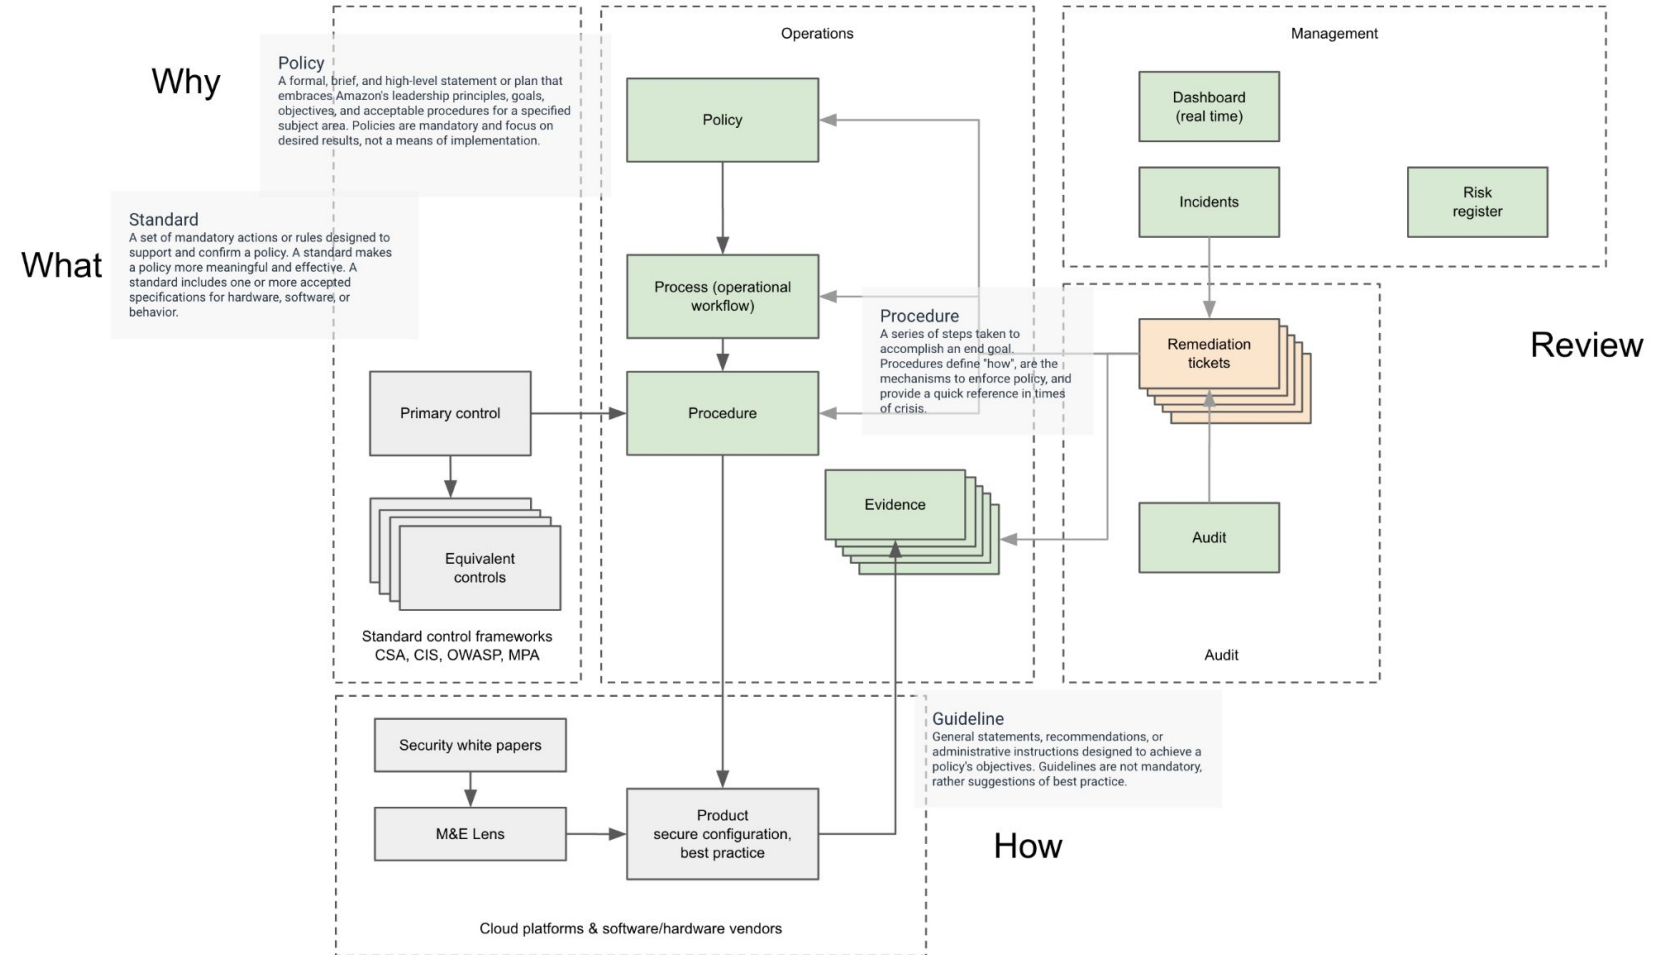 Why
Policy
A formal, brief, and high-level statement or plan that
embraces Amazon's leadership principles, goals,
objectives, and acceptable procedures for a specified
subject area. Policies are mandatory and focus on
desired results, not a means of implementation.
What
Standard
A set of mandatory actions or rules designed to
support and confirm a policy. A standard makes
a policy more meaningful and effective. A
standard includes one or more accepted
specifications for hardware, software, or
behavior.
Primary control
Equivalent
controls
Standard control frameworks
CSA, CIS, OWASP, MPA
Operations
Policy
Process (operational
workflow)
Procedure
Procedure
A series of steps taken to
accomplish an end goal.
Procedures define "how", are the
mechanisms to enforce policy, and
provide a quick reference in times
of crisis.
Evidence
Management
Dashboard
(real time)
Incidents
Risk
register
Review
Remediation
tickets
Audit
Audit
Security white papers
M&E Lens
Product
secure configuration,
best practice
Cloud platforms & software/hardware vendors
Guideline
General statements, recommendations, or
administrative instructions designed to achieve a
policy's objectives. Guidelines are not mandatory,
rather suggestions of best practice.
How